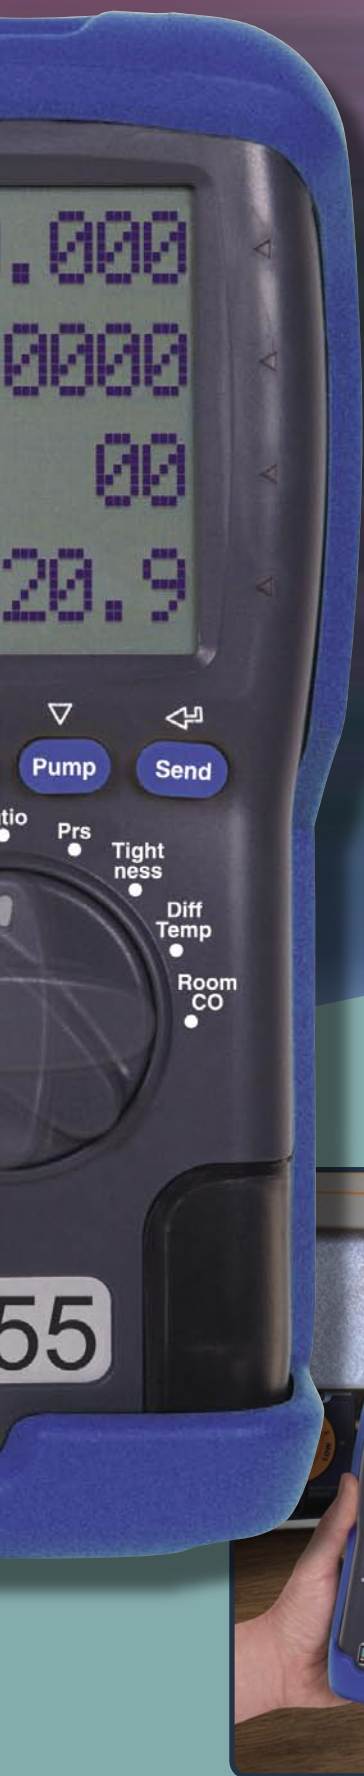 .000
0000
00
20.9
Pump
Send
tio
Prs
Tight
ness
Diff
Temp
Room
CO
55